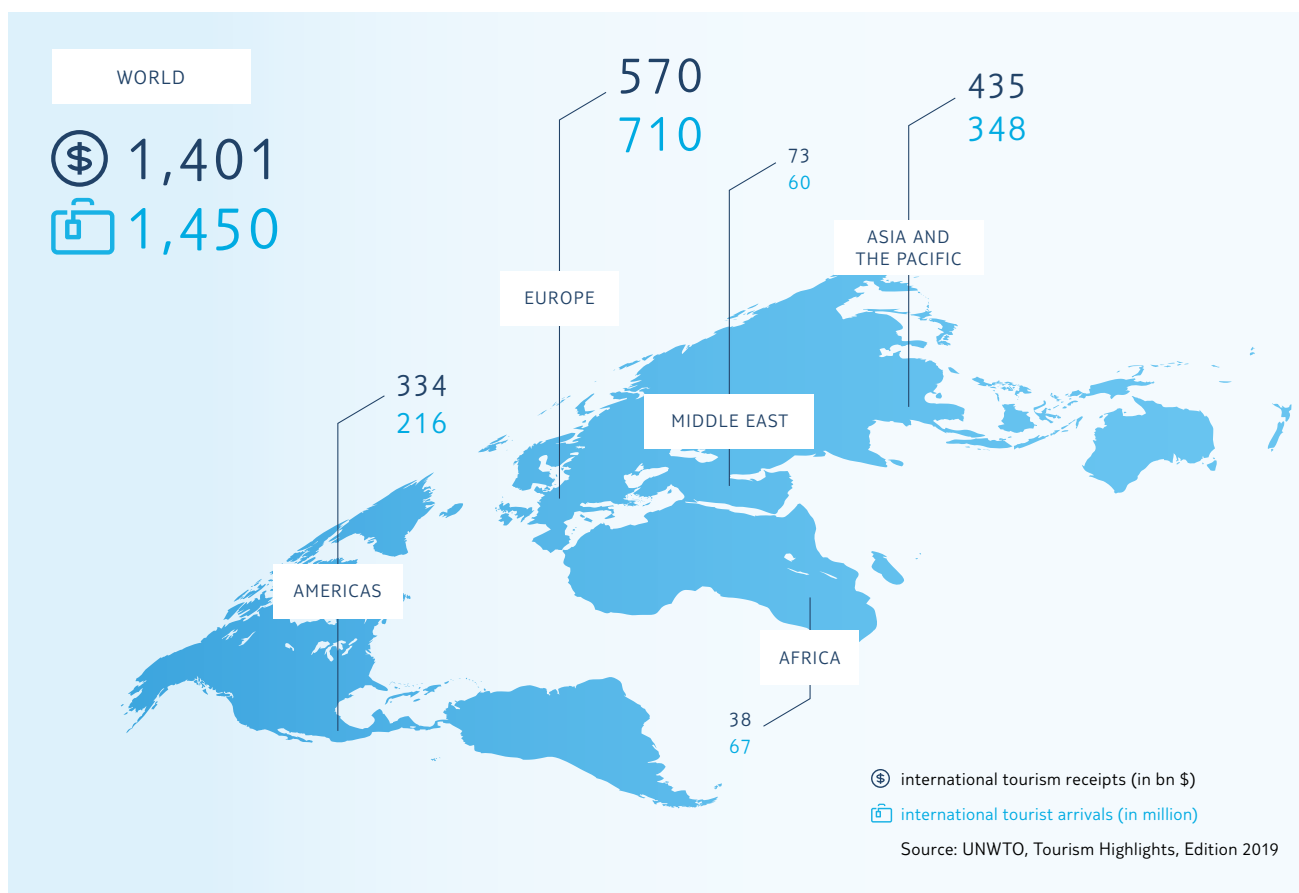 WORLD
1,401
1,450
570
710
435
348
73
60
ASIA AND
THE PACIFIC
EUROPE
334
216
MIDDLE EAST
AMERICAS
AFRICA
38
67
international tourism receipts (in bn $)
international tourist arrivals (in million)
Source: UNWTO, Tourism Highlights, Edition 2019